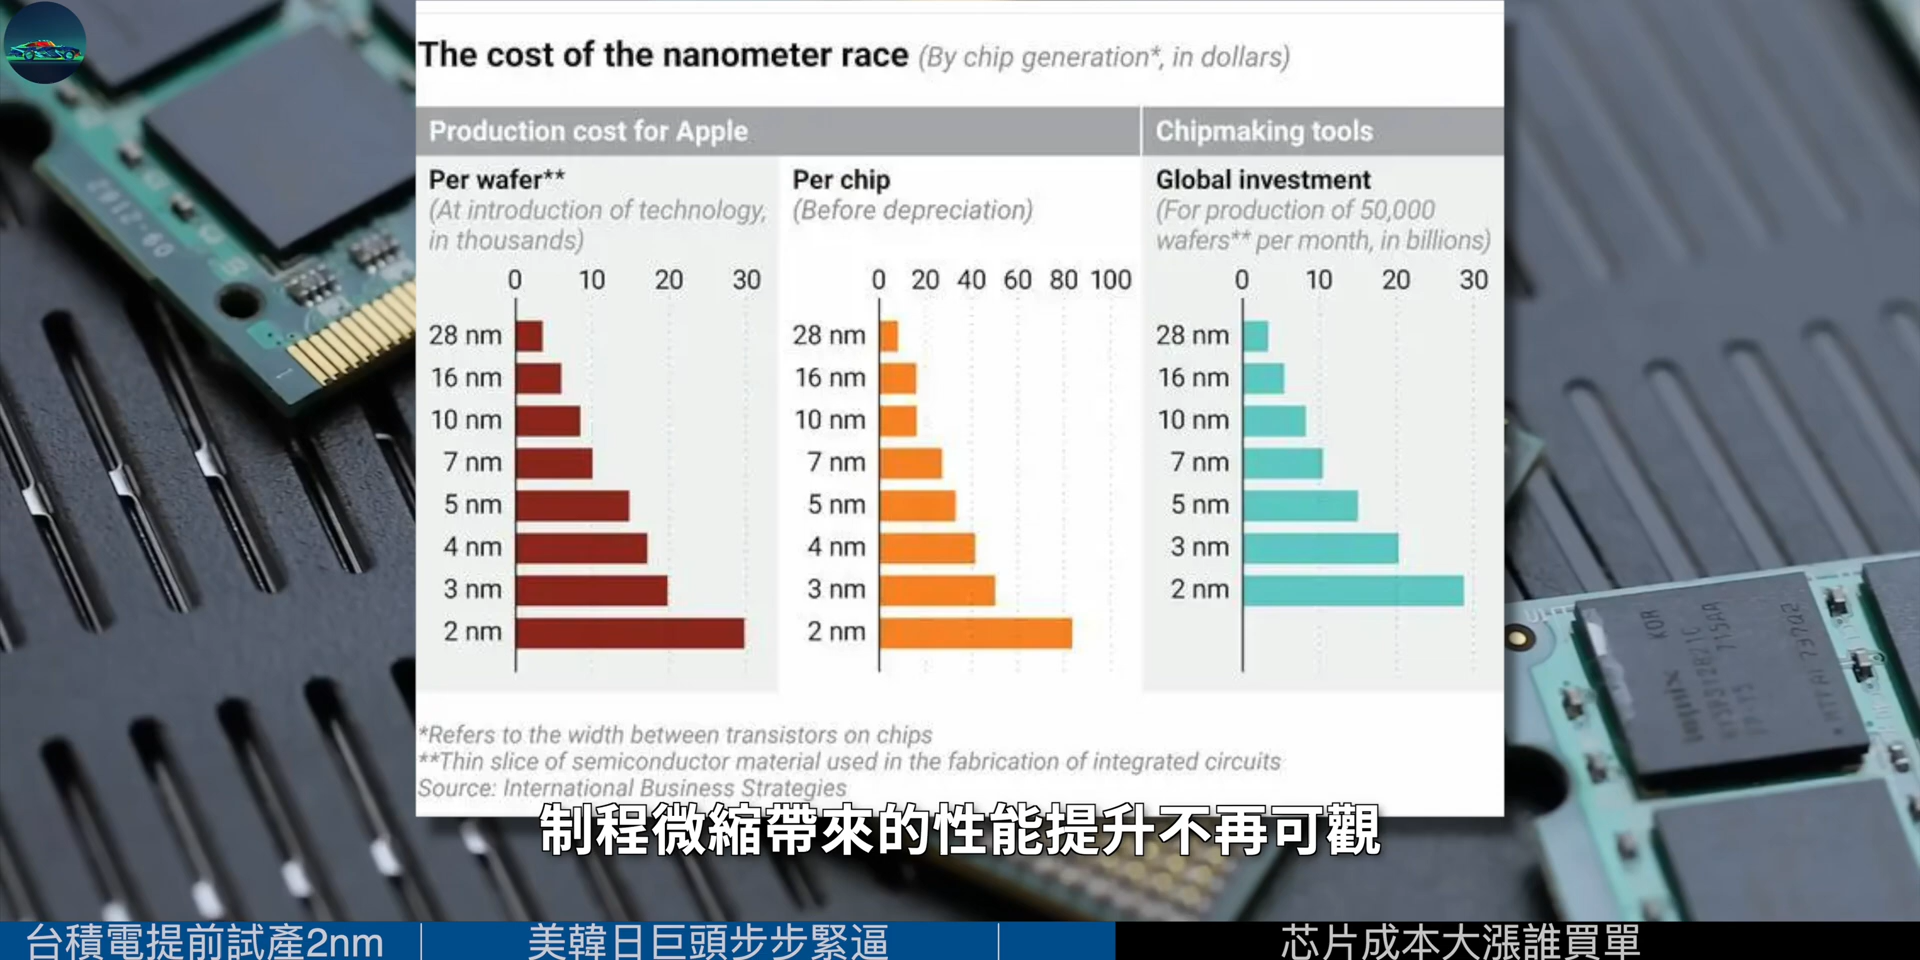 The cost of the nanometer race (By chip generation*, in dollars)
Production cost for Apple
Chipmaking tools
Per wafer**
(At introduction of technology,
in thousands)
0 10 20 30
28 nm
16 nm
10 nm
7 nm
5 nm
4 nm
3 nm
2 nm
Per chip
(Before depreciation)
0 20 40 60 80 100
28 nm
16 nm
10 nm
7 nm
5 nm
4 nm
3 nm
2 nm
Global investment
(For production of 50,000
wafers** per month, in billions)
0 10 20 30
28 nm
16 nm
10 nm
7 nm
5 nm
3 nm
2 nm
*Refers to the width between transistors on chips
**Thin slice of semiconductor material used in the fabrication of integrated circuits
Source: International Business Strategies
制程微縮帶來的性能提升不再可觀
台積電提前試產2nm
美韓日巨頭步步緊逼
芯片成本大漲誰買單